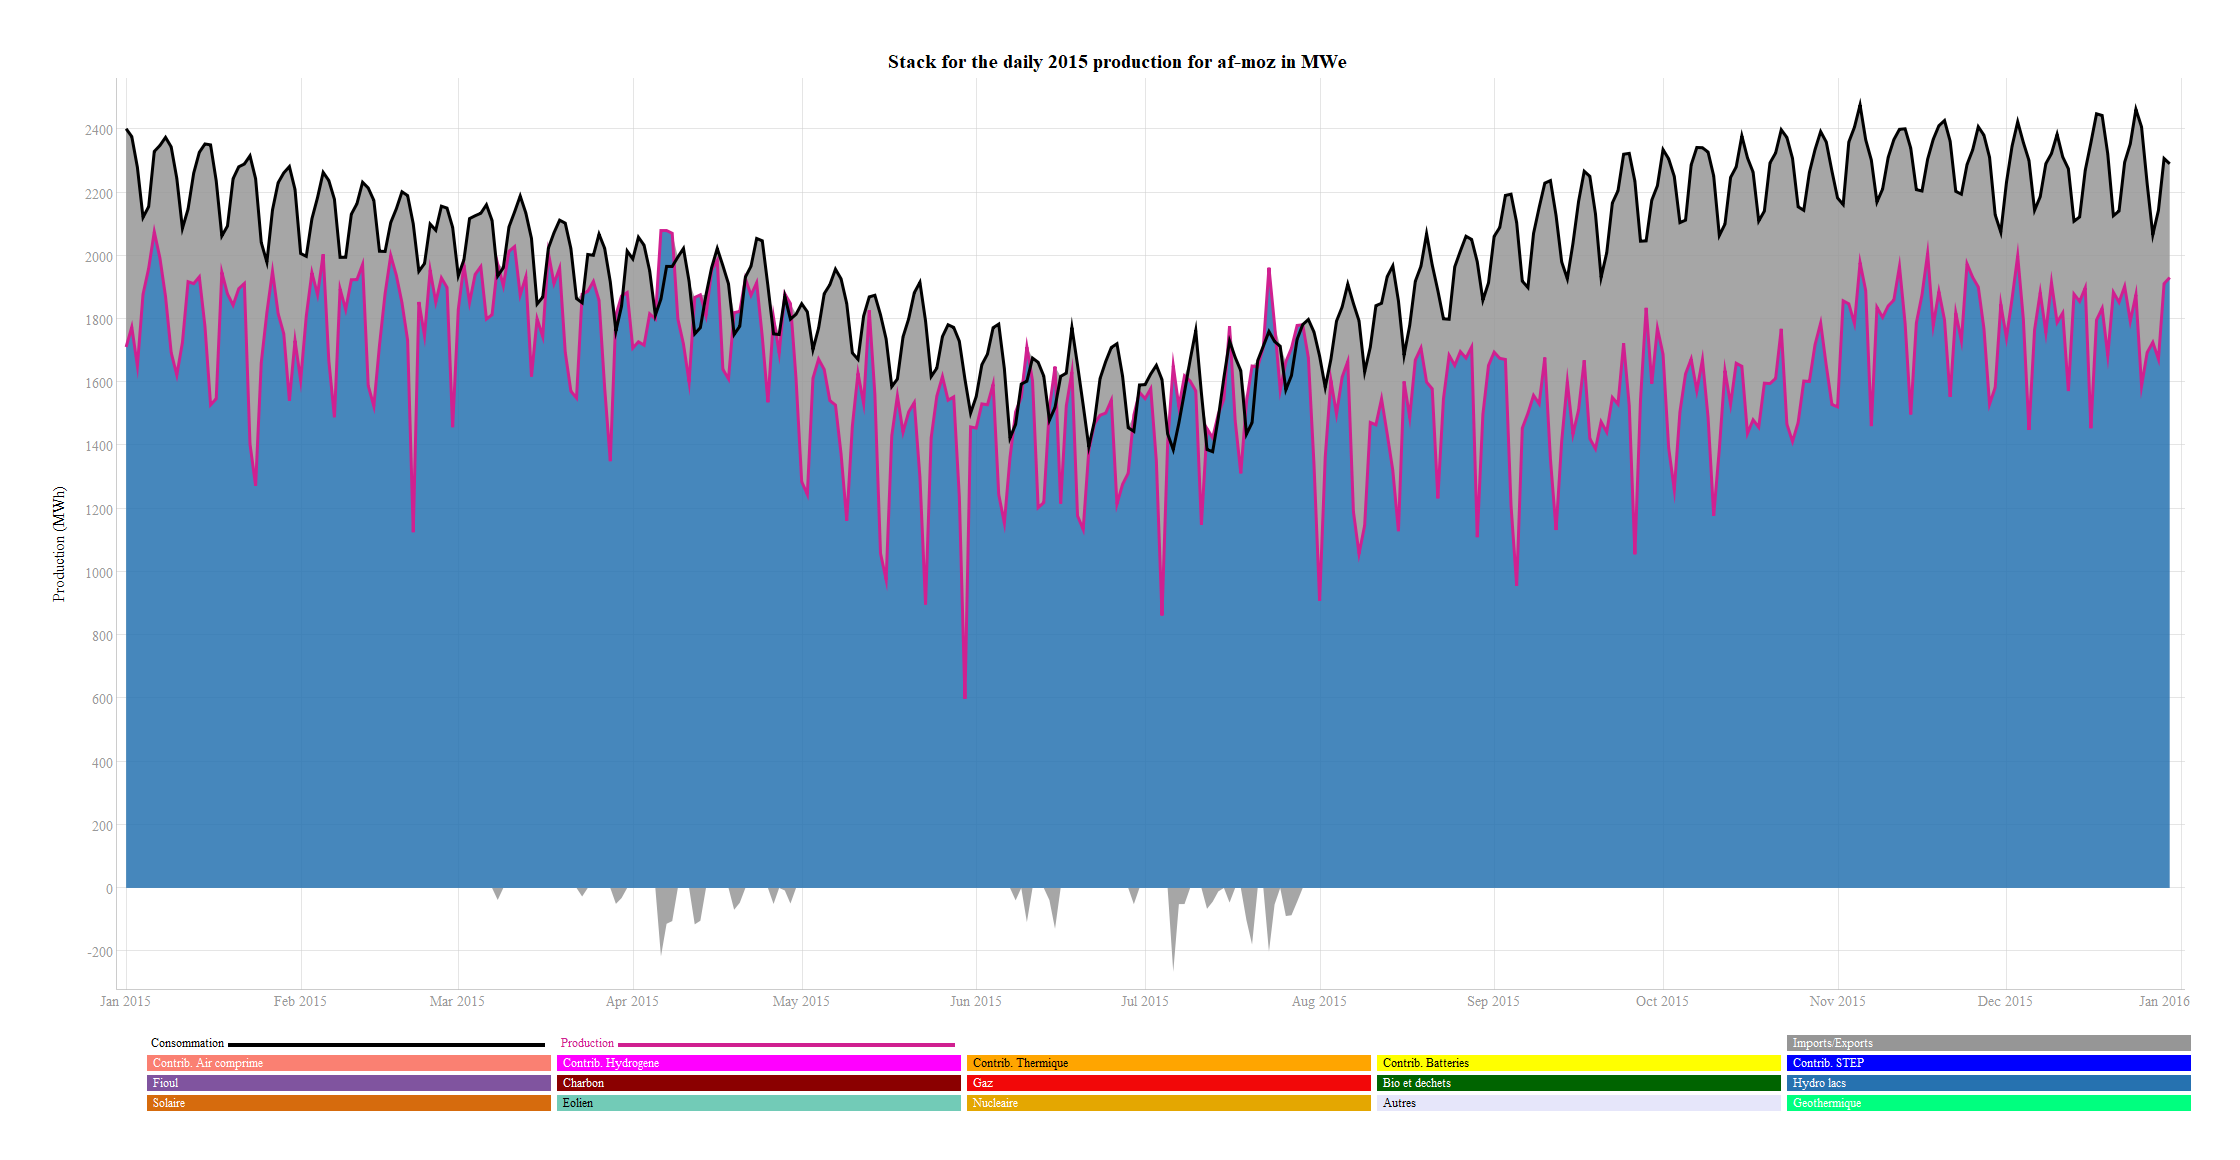 Stack for the daily 2015 production for af-moz in MWe
Production (MWh)
2400
2200
2000
1800
1600
1400
1200
1000
800
600
400
200
0
-200
Jan 2015 Feb 2015 Mar 2015 Apr 2015 May 2015 Jun 2015 Jul 2015 Aug 2015 Sep 2015 Oct 2015 Nov 2015 Dec 2015 Jan 2016
Consommation Production Imports/Exports
Contrib. Air comprime Contrib. Hydrogene Contrib. Thermique Contrib. Batteries Contrib. STEP
Fioul Charbon Gaz Bio et dechets Hydro lacs
Solaire Eolien Nucleaire Autres Geothermique